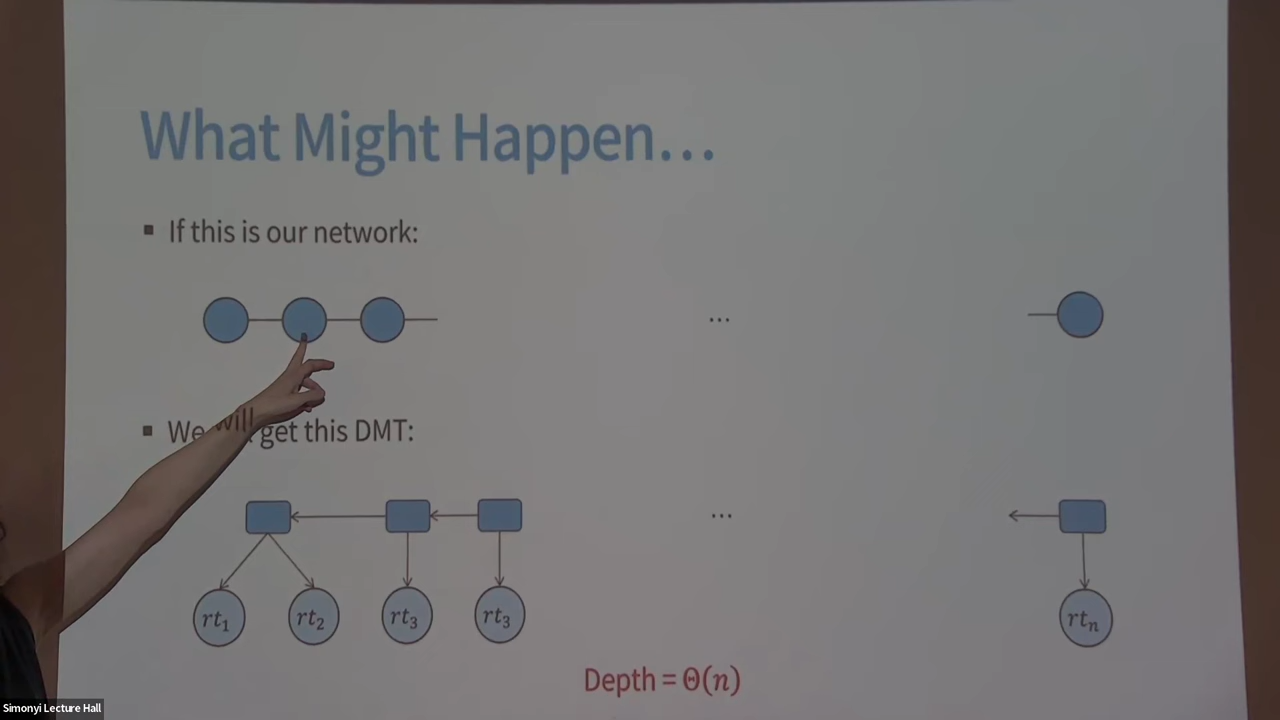 What Might Happen...
▪ If this is our network:
...
▪ We will get this DMT:
...
rt₁ rt₂ rt₃ rt₃ rtₙ
Depth = Θ(n)
Simonyi Lecture Hall